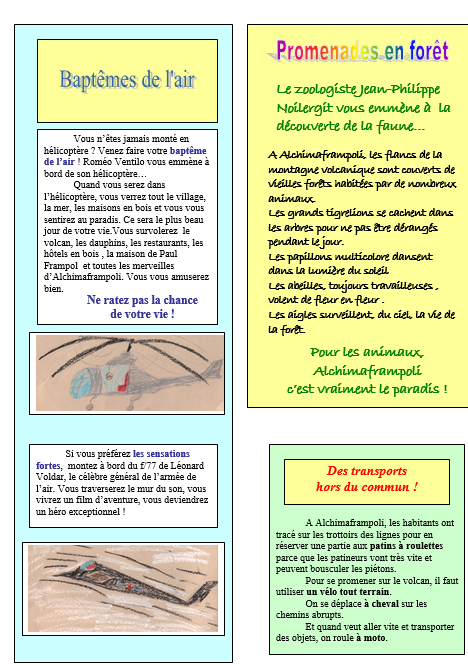 Baptêmes de l'air
Vous n'êtes jamais monté en
hélicoptère ? Venez faire votre baptême
de l'air ! Roméo Ventilo vous emmène à
bord de son hélicoptère…
Quand vous serez dans
l'hélicoptère, vous verrez tout le village,
la mer, les maisons en bois et vous vous
sentirez au paradis. Ce sera le plus beau
jour de votre vie.Vous survolerez le
volcan, les dauphins, les restaurants, les
hôtels en bois , la maison de Paul
Frampol et toutes les merveilles
d'Alchimaframpoli. Vous vous amuserez
bien.
Ne ratez pas la chance
de votre vie !
Si vous préférez les sensations
fortes, montez à bord du f/77 de Léonard
Voldar, le célèbre général de l'armée de
l'air. Vous traverserez le mur du son, vous
vivrez un film d'aventure, vous deviendrez
un héro exceptionnel !
Promenades en forêt
Le zoologiste Jean-Philippe
Noilergit vous emmène à la
découverte de la faune…
A Alchimaframpoli, les flancs de la
montagne volcanique sont couverts de
vieilles forêts habitées par de nombreux
animaux.
Les grands tigrelions se cachent dans
les arbres pour ne pas être dérangés
pendant le jour.
Les papillons multicolore dansent
dans la lumière du soleil
Les abeilles, toujours travailleuses ,
volent de fleur en fleur .
Les aigles surveillent, du ciel, la vie de
la forêt.
Pour les animaux,
Alchimaframpoli
c'est vraiment le paradis !
Des transports
hors du commun !
A Alchimaframpoli, les habitants ont
tracé sur les trottoirs des lignes pour en
réserver une partie aux patins à roulettes
parce que les patineurs vont très vite et
peuvent bousculer les piétons.
Pour se promener sur le volcan, il faut
utiliser un vélo tout terrain.
On se déplace à cheval sur les
chemins abrupts.
Et quand veut aller vite et transporter
des objets, on roule à moto.